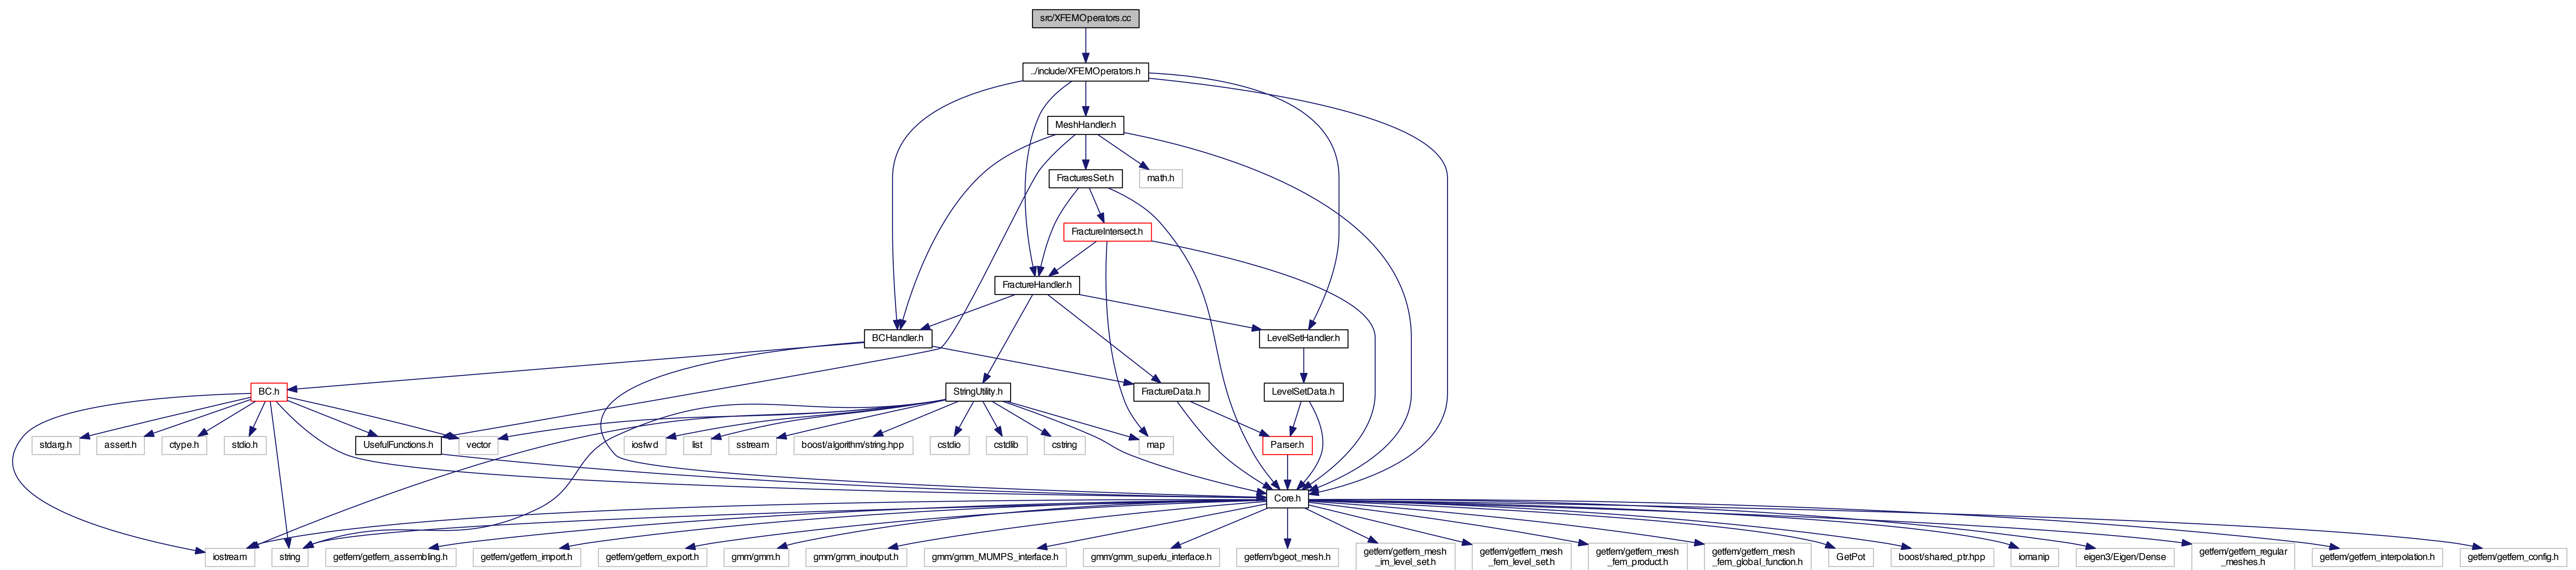 src/XFEMOperators.cc
../include/XFEMOperators.h
MeshHandler.h
FracturesSet.h
math.h
FractureIntersect.h
FractureHandler.h
BCHandler.h
LevelSetHandler.h
BC.h
StringUtility.h
FractureData.h
LevelSetData.h
stdarg.h
assert.h
ctype.h
stdio.h
UsefulFunctions.h
vector
iosfwd
list
sstream
boost/algorithm/string.hpp
cstdio
cstdlib
cstring
map
Parser.h
Core.h
iostream
string
getfem/getfem_assembling.h
getfem/getfem_import.h
getfem/getfem_export.h
gmm/gmm.h
gmm/gmm_inoutput.h
gmm/gmm_MUMPS_interface.h
gmm/gmm_superlu_interface.h
getfem/bgeot_mesh.h
getfem/getfem_mesh
_im_level_set.h
getfem/getfem_mesh
_fem_level_set.h
getfem/getfem_mesh
_fem_product.h
getfem/getfem_mesh
_fem_global_function.h
GetPot
boost/shared_ptr.hpp
iomanip
eigen3/Eigen/Dense
getfem/getfem_regular
_meshes.h
getfem/getfem_interpolation.h
getfem/getfem_config.h